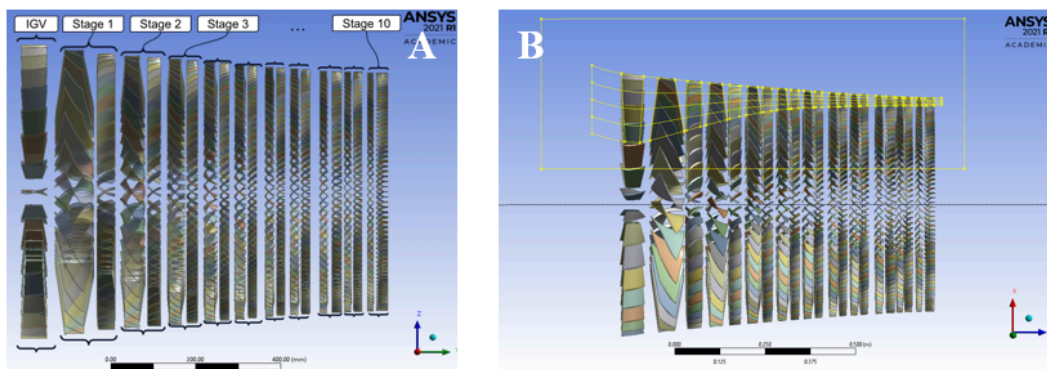 IGV Stage 1 Stage 2 Stage 3 ... Stage 10
ANSYS
2021 R1
ACADEMIC
A
Z
0.00 200.00 400.00 (mm)
B
ANSYS
2021 R1
ACADEMIC
X
0.000 0.250 0.500 (m)
0.125 0.375